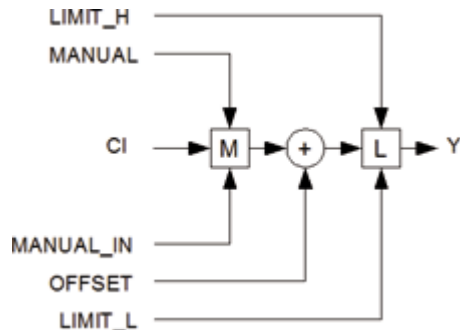 LIMIT_H
MANUAL
CI
M
+
L
Y
MANUAL_IN
OFFSET
LIMIT_L